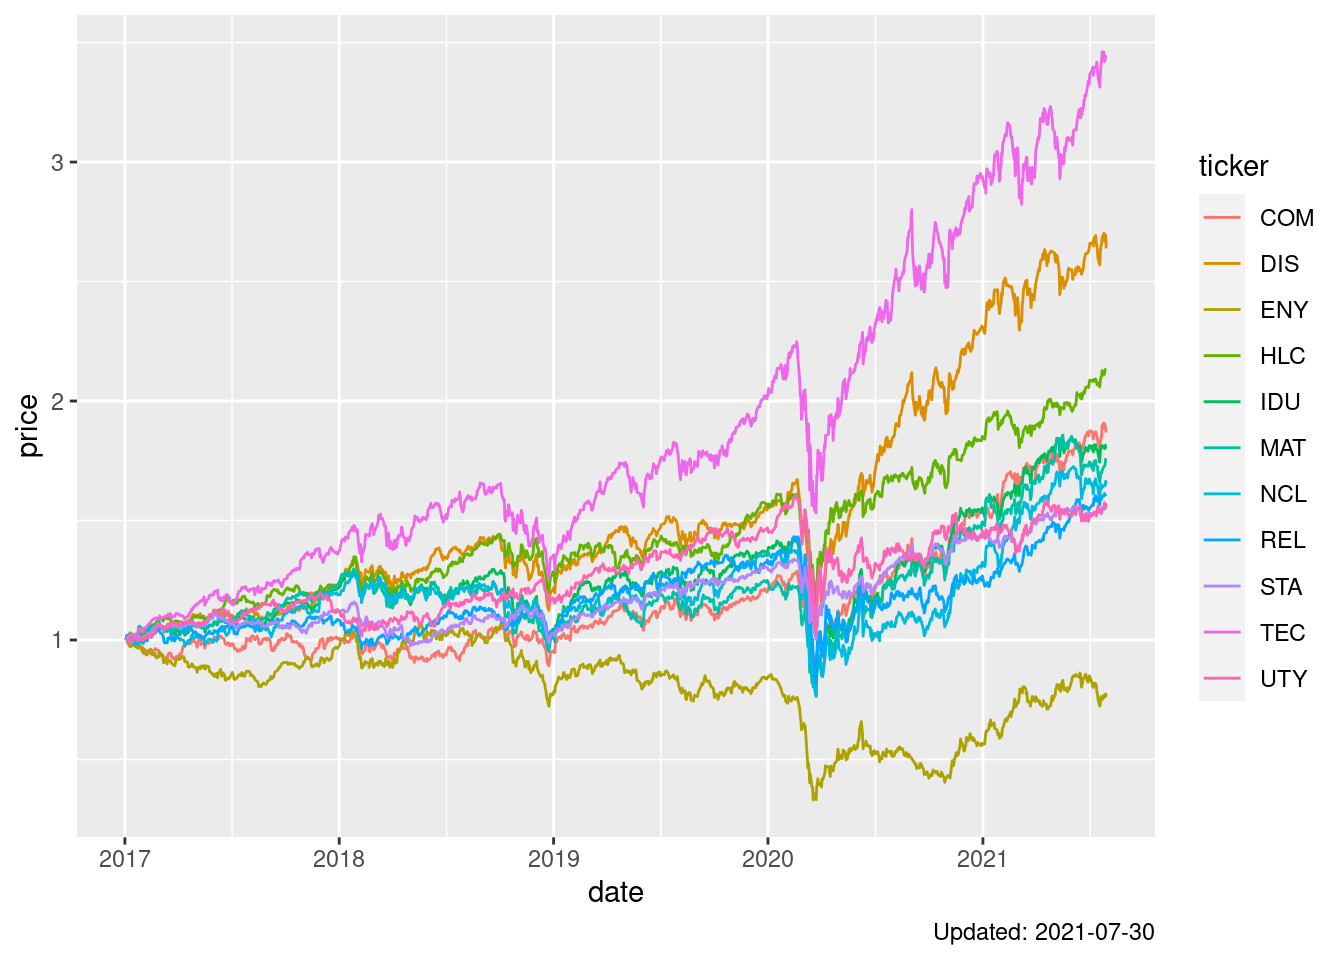 3
2
1
price
2017 2018 2019 2020 2021
date
ticker
COM
DIS
ENY
HLC
IDU
MAT
NCL
REL
STA
TEC
UTY
Updated: 2021-07-30